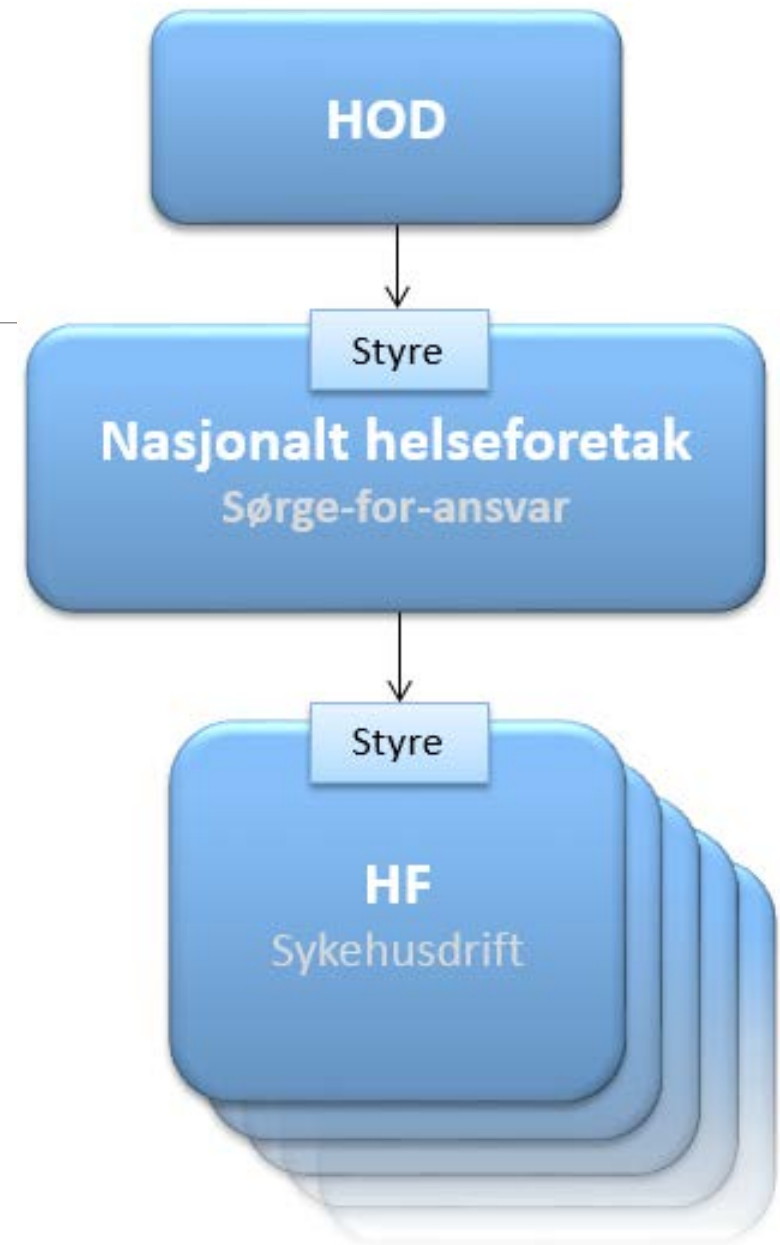 HOD
Styre
Nasjonalt helseforetak
Sørge-for-ansvar
Styre
HF
Sykehusdrift